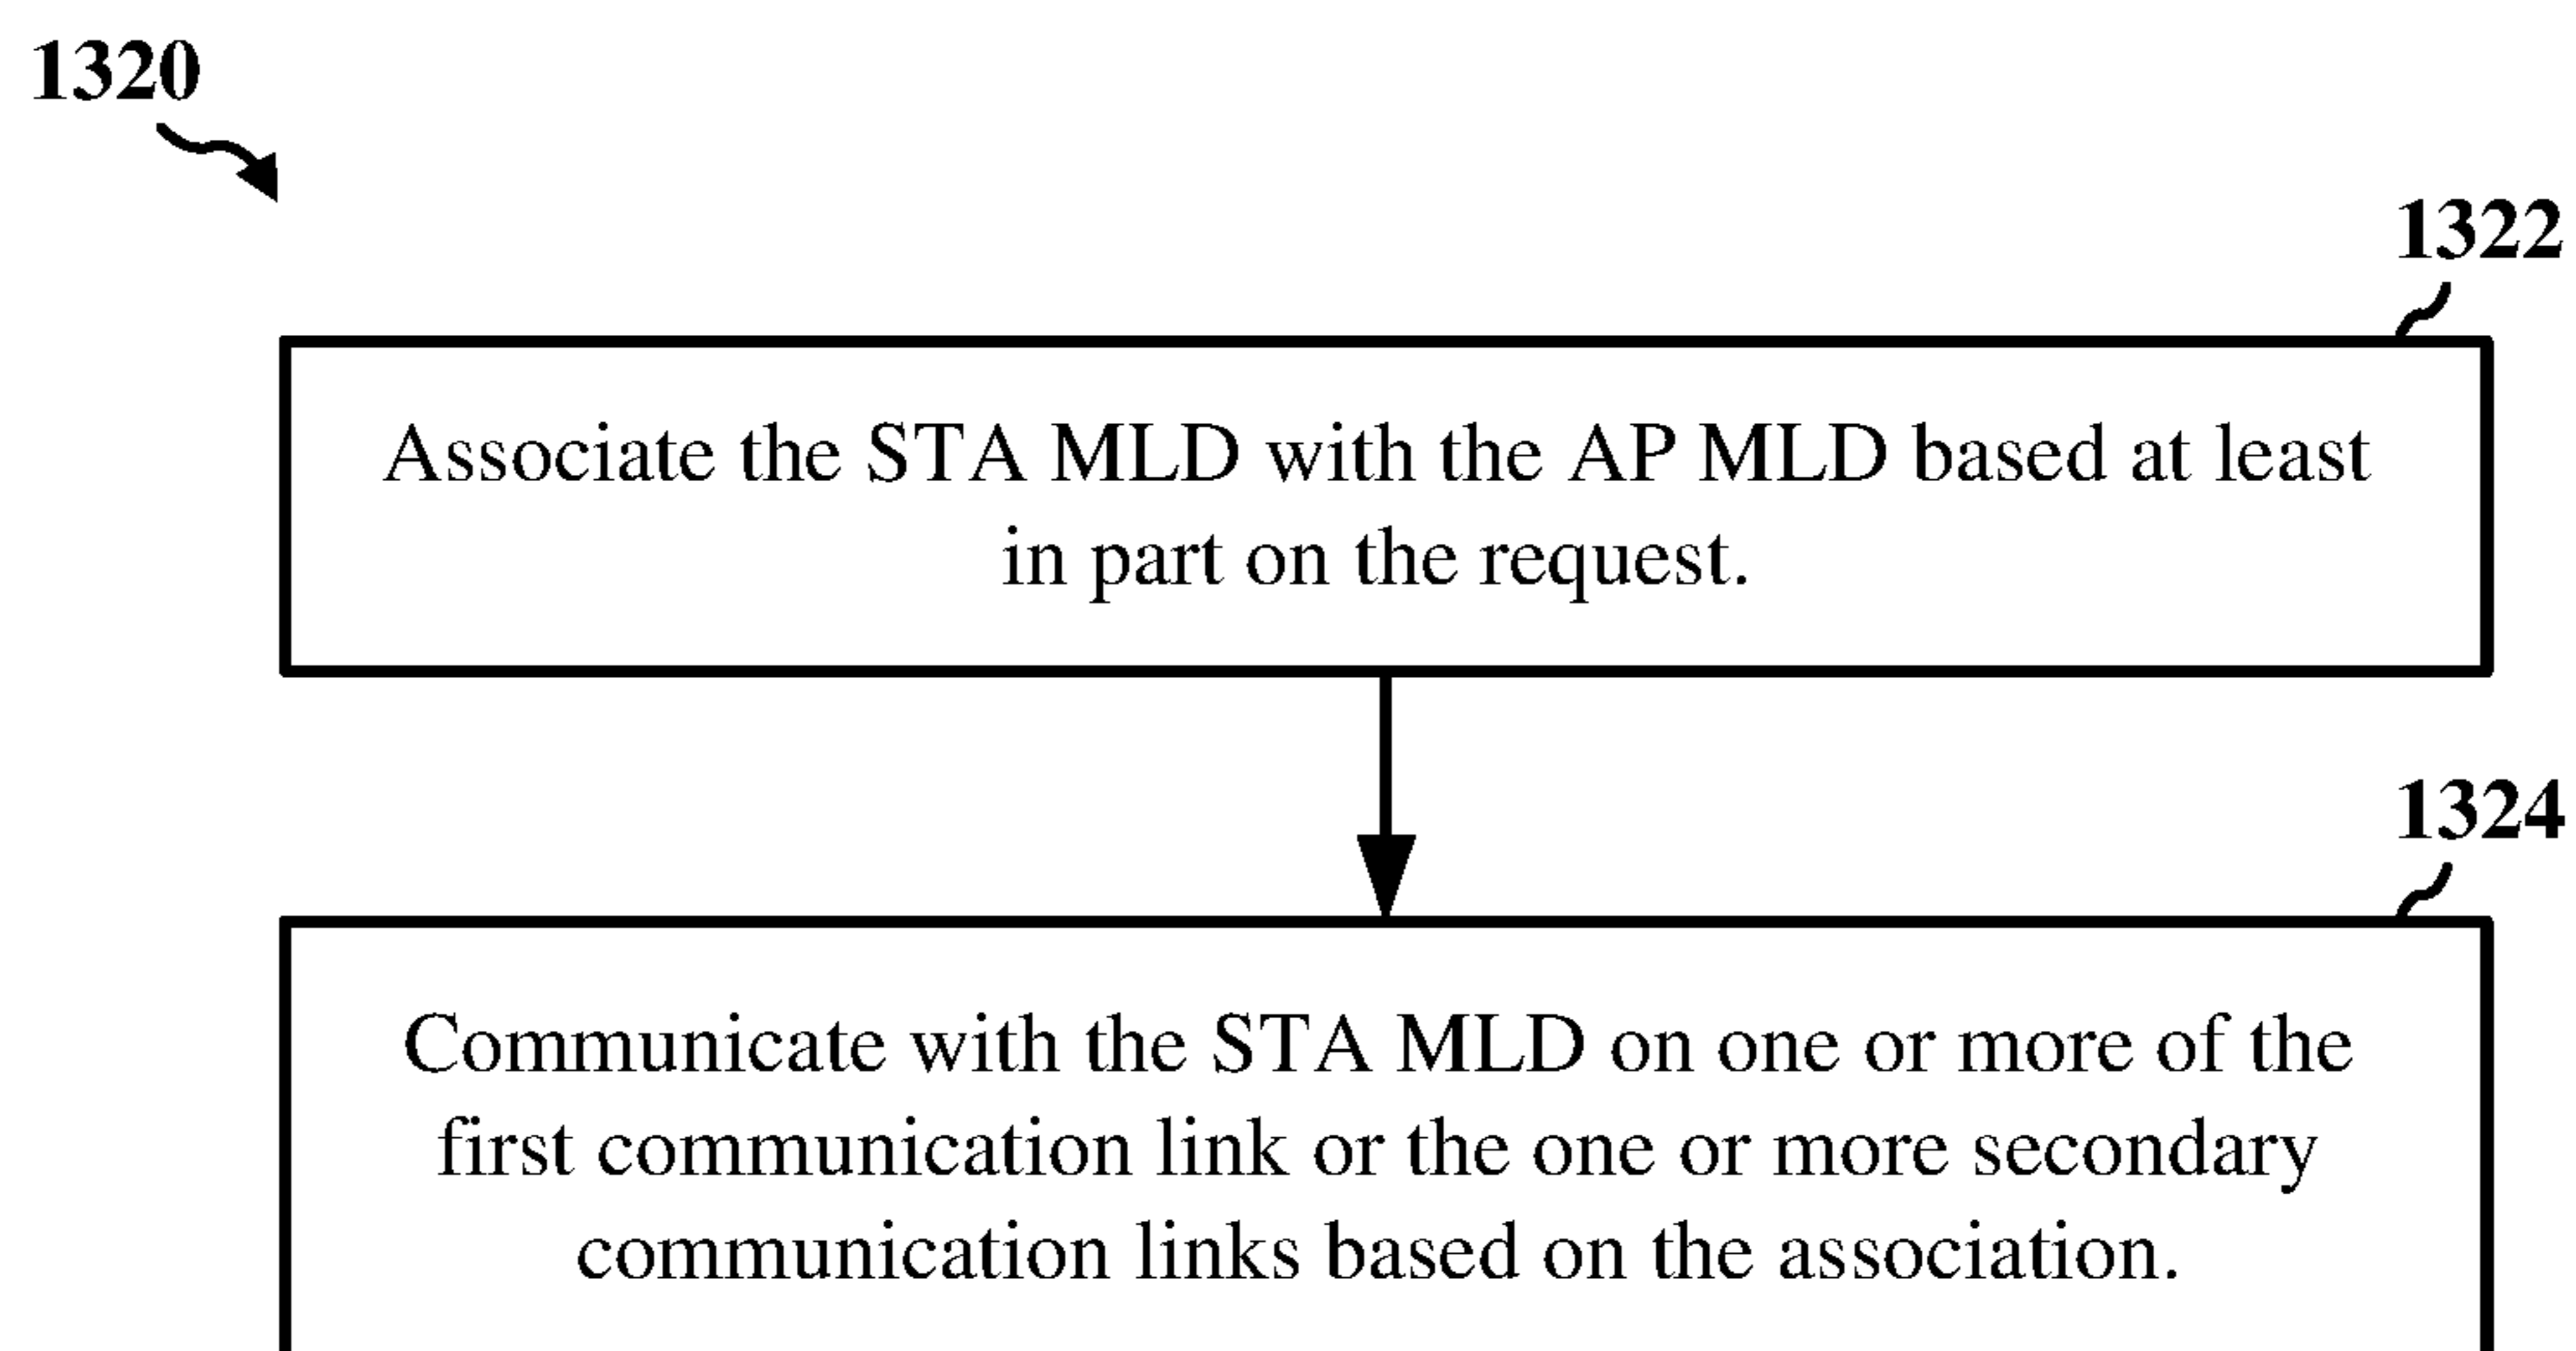 1320
1322
Associate the STA MLD with the AP MLD based at least
in part on the request.
1324
Communicate with the STA MLD on one or more of the
first communication link or the one or more secondary
communication links based on the association.